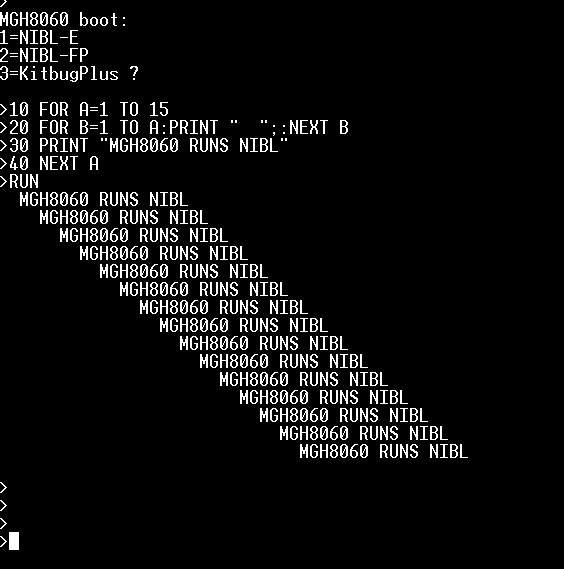 >
MGH8060 boot:
1=NIBL-E
2=NIBL-FP
3=KitbugPlus ?

>10 FOR A=1 TO 15
>20 FOR B=1 TO A:PRINT "  ";:NEXT B
>30 PRINT "MGH8060 RUNS NIBL"
>40 NEXT A
>RUN
  MGH8060 RUNS NIBL
    MGH8060 RUNS NIBL
      MGH8060 RUNS NIBL
        MGH8060 RUNS NIBL
          MGH8060 RUNS NIBL
            MGH8060 RUNS NIBL
              MGH8060 RUNS NIBL
                MGH8060 RUNS NIBL
                  MGH8060 RUNS NIBL
                    MGH8060 RUNS NIBL
                      MGH8060 RUNS NIBL
                        MGH8060 RUNS NIBL
                          MGH8060 RUNS NIBL
                            MGH8060 RUNS NIBL
                              MGH8060 RUNS NIBL

>
>
>
>